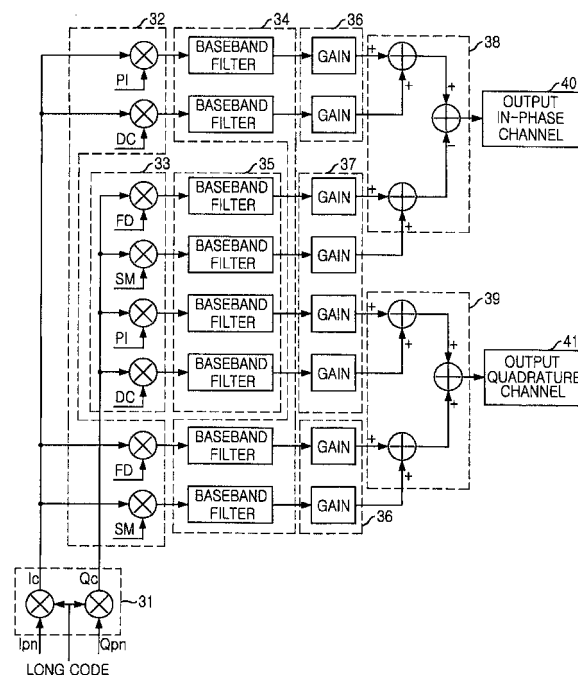 32 34 36
38
BASEBAND FILTER GAIN + + +
PI
40
BASEBAND FILTER GAIN + OUTPUT IN-PHASE CHANNEL
DC
33 35 37 −
BASEBAND FILTER GAIN +
FD
BASEBAND FILTER GAIN +
SM
39
BASEBAND FILTER GAIN + +
PI
41
BASEBAND FILTER GAIN + OUTPUT QUADRATURE CHANNEL
DC
+
BASEBAND FILTER GAIN +
FD
BASEBAND FILTER GAIN +
SM
36
Ic Qc
31
Ipn Qpn
LONG CODE